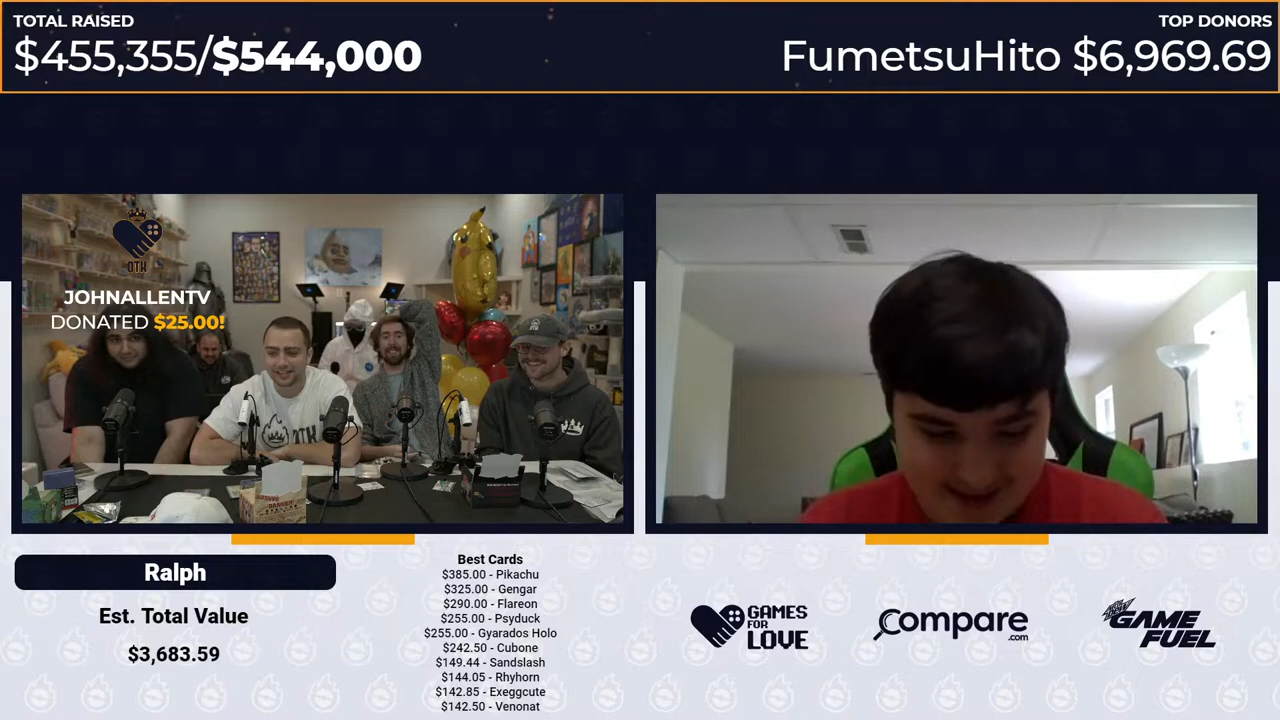 TOTAL RAISED
$455,355/$544,000
TOP DONORS
FumetsuHito $6,969.69
OTK
JOHNALLENTV
DONATED $25.00!
OTK
Ralph
Est. Total Value
$3,683.59
Best Cards
$385.00 - Pikachu
$325.00 - Gengar
$290.00 - Flareon
$255.00 - Psyduck
$255.00 - Gyarados Holo
$242.50 - Cubone
$149.44 - Sandslash
$144.05 - Rhyhorn
$142.85 - Exeggcute
$142.50 - Venonat
GAMES
FOR
LOVE
Compare
.com
GAME
FUEL